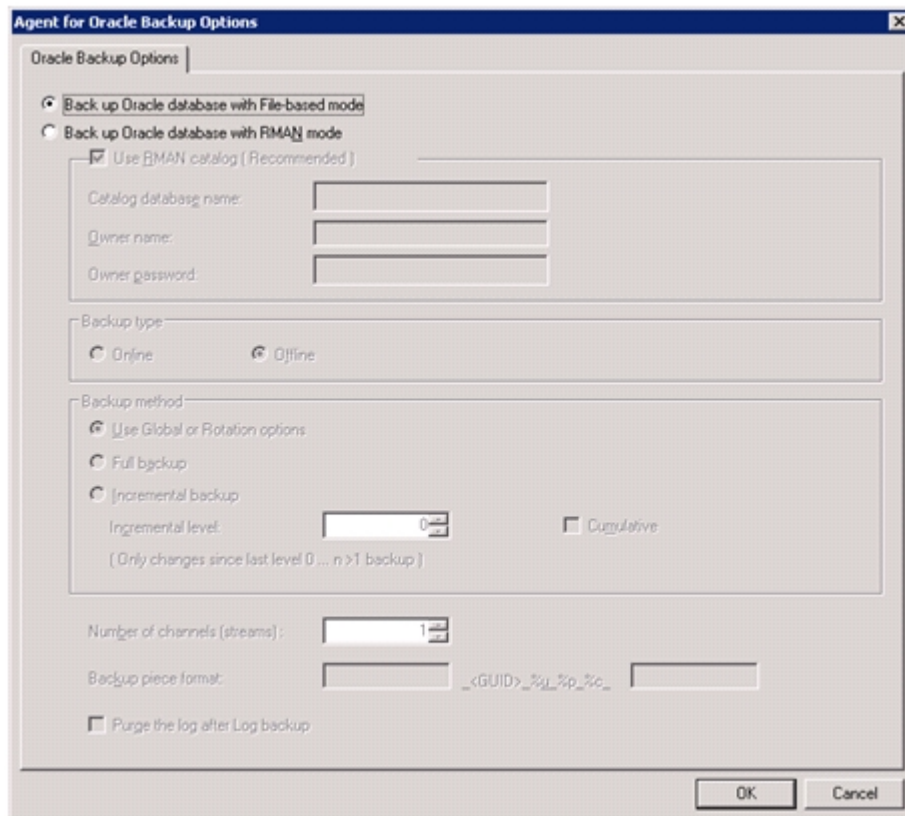 Agent for Oracle Backup Options
Oracle Backup Options
Back up Oracle database with File-based mode
Back up Oracle database with RMAN mode
Use RMAN catalog ( Recommended )
Catalog database name:
Owner name:
Owner password:
Backup type
Online Offline
Backup method
Use Global or Rotation options
Full backup
Incremental backup
Incremental level: 0 Cumulative
( Only changes since last level 0 ... n >1 backup )
Number of channels (streams) : 1
Backup piece format: _<GUID>_%u_%p_%c_
Purge the log after Log backup
OK Cancel